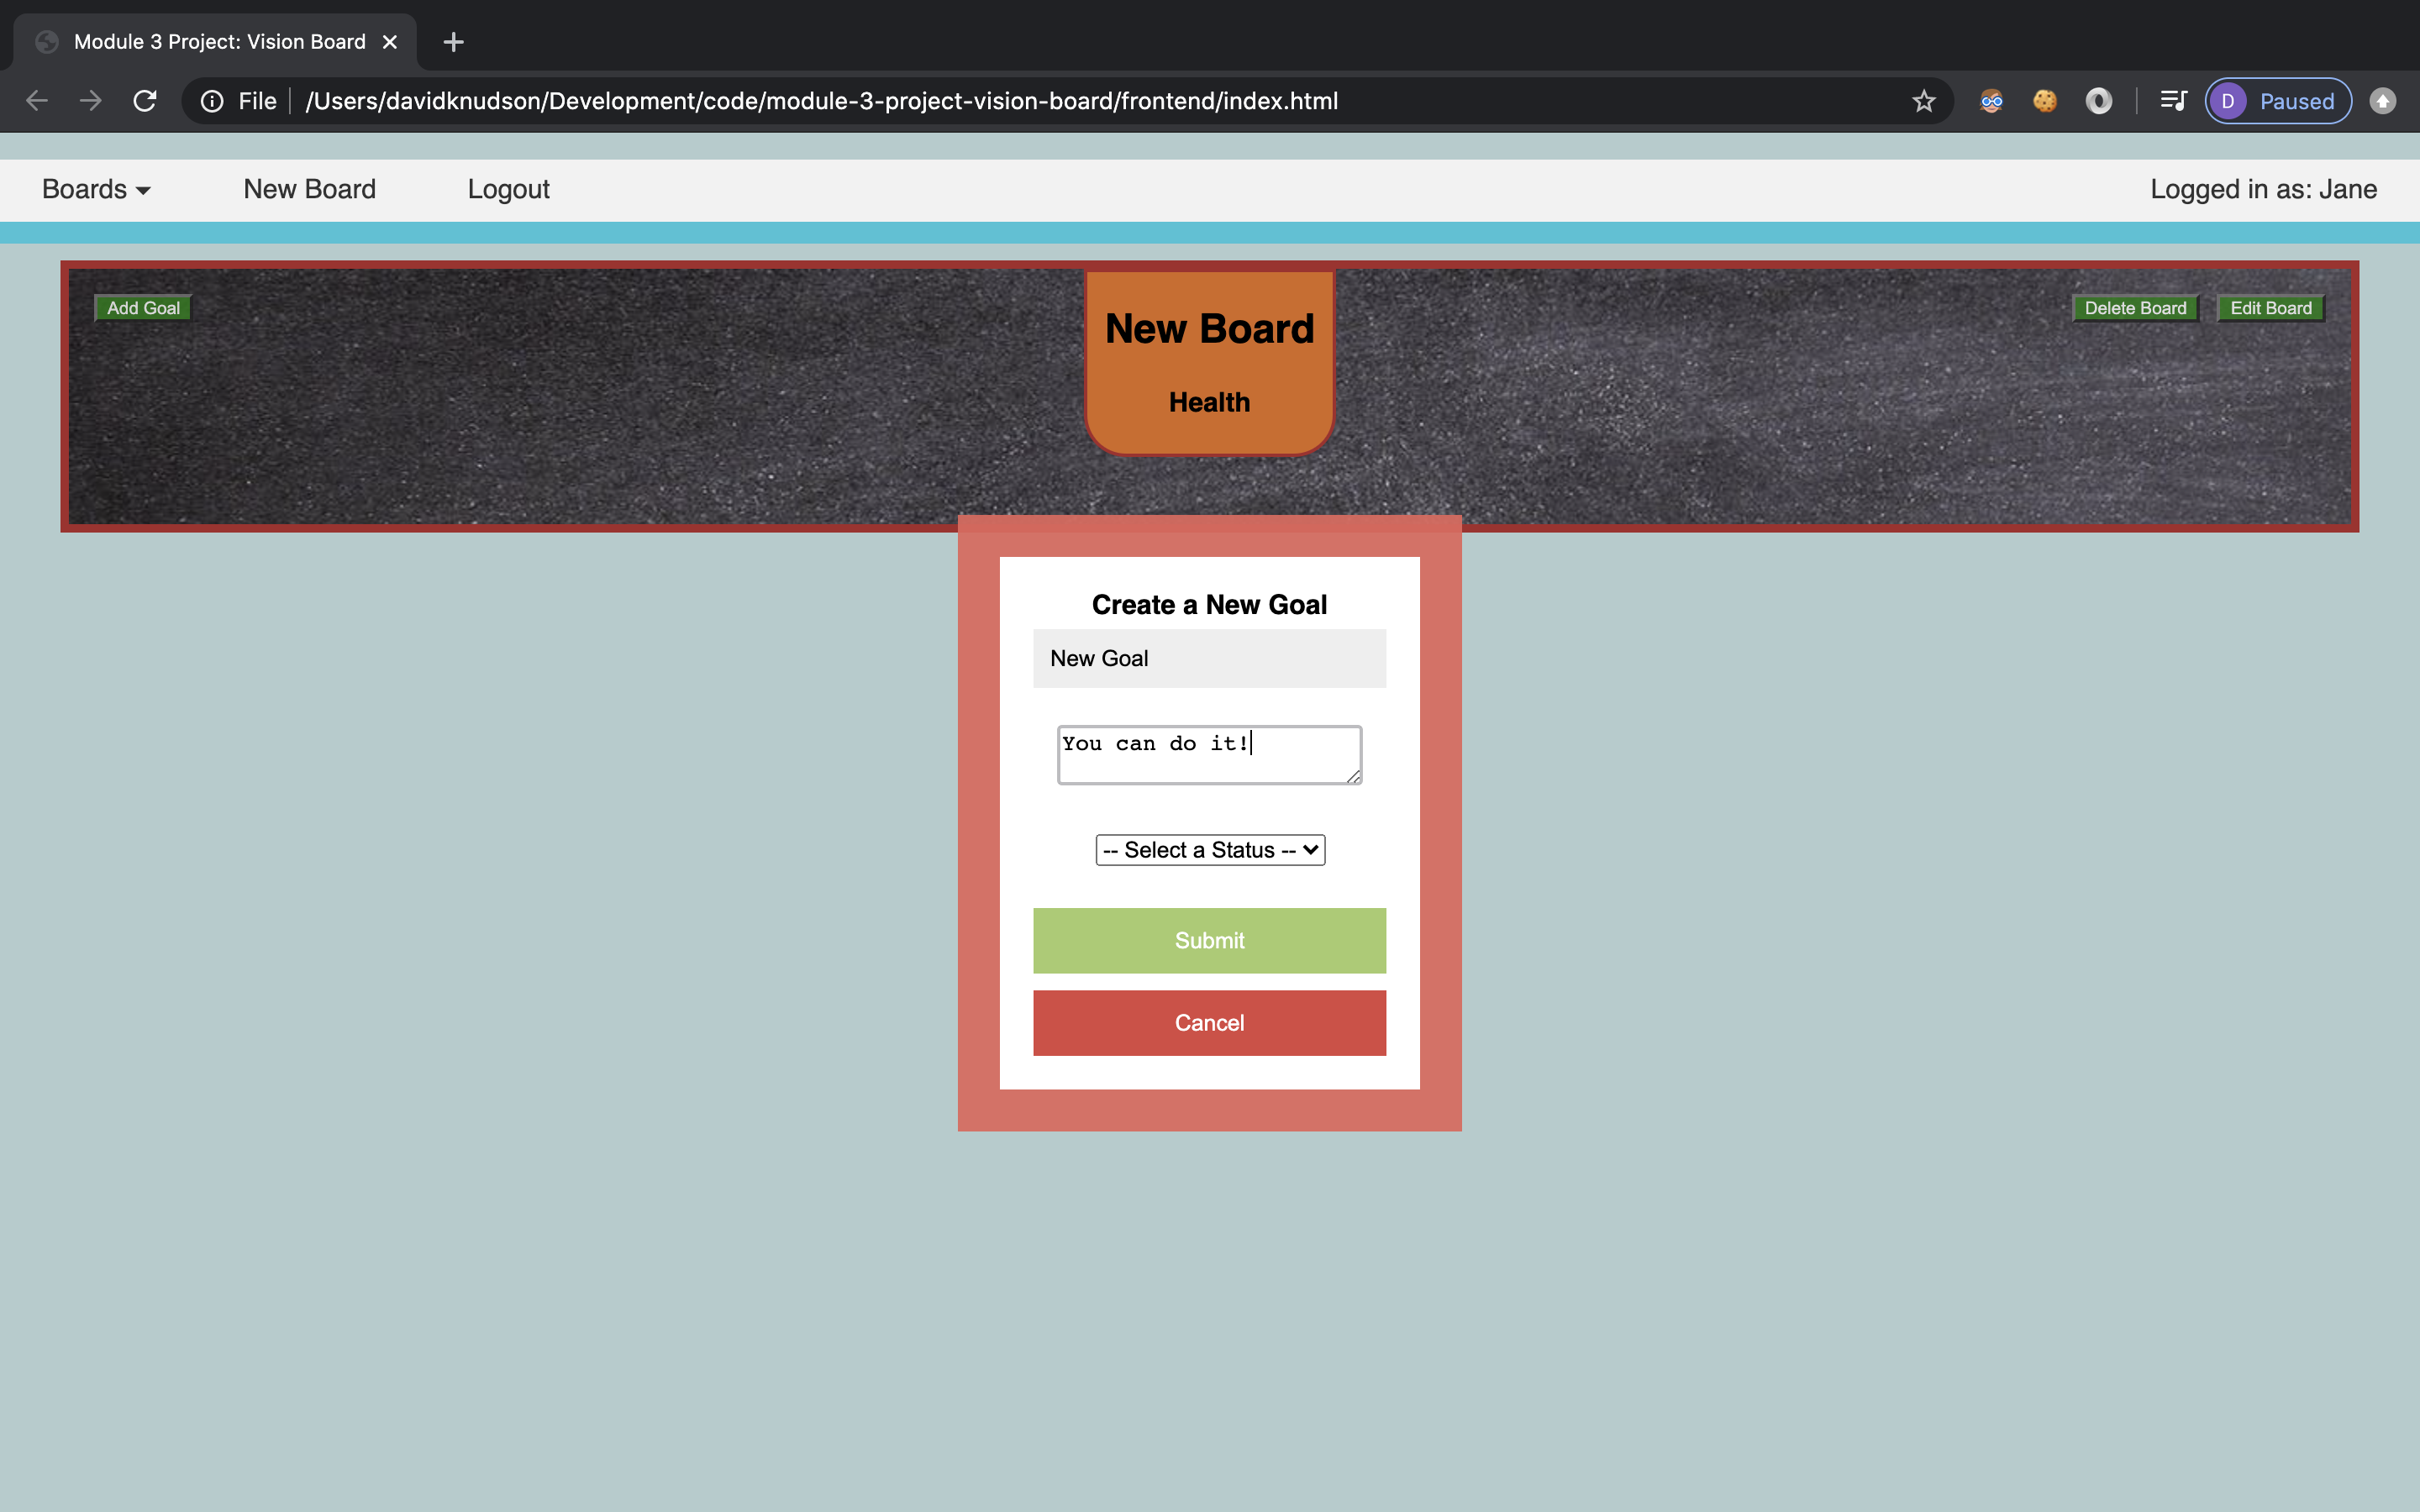 Module 3 Project: Vision Board
File /Users/davidknudson/Development/code/module-3-project-vision-board/frontend/index.html D Paused
Boards New Board Logout Logged in as: Jane
Add Goal Delete Board Edit Board
New Board
Health
Create a New Goal
New Goal
You can do it!
-- Select a Status --
Submit
Cancel